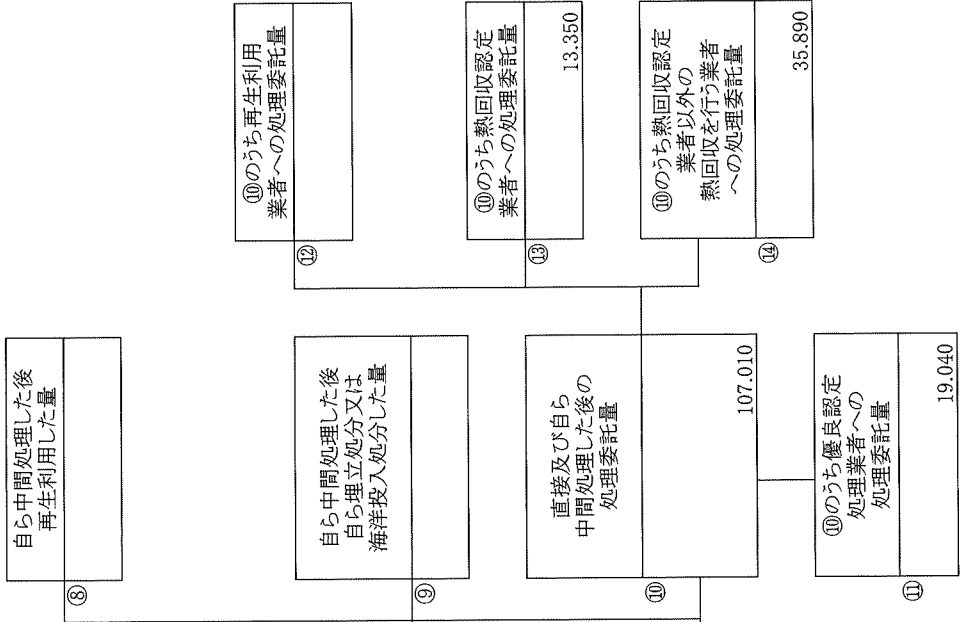 ⑧
自ら中間処理した後
再生利用した量
⑨
自ら中間処理した後
自ら埋立処分又は
海洋投入処分した量
⑩
直接及び自ら
中間処理した後の
処理委託量
107.010
⑪
⑩のうち優良認定
処理業者への
処理委託量
19.040
⑫
⑩のうち再生利用
業者への処理委託量
⑬
⑩のうち熱回収認定
業者への処理委託量
13.350
⑭
⑩のうち熱回収認定
業者以外の
熱回収を行う業者
への処理委託量
35.890